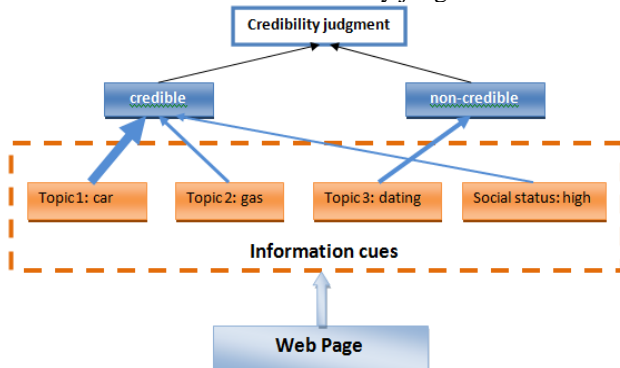 Credibility judgment
credible
non-credible
Topic1: car
Topic 2: gas
Topic 3: dating
Social status: high
Information cues
Web Page